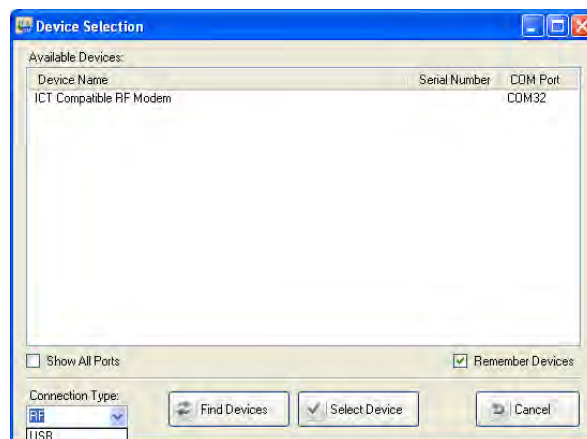 Device Selection
Available Devices:
Device Name Serial Number COM Port
ICT Compatible RF Modem COM32
Show All Ports Remember Devices
Connection Type:
RF Find Devices Select Device Cancel
USB